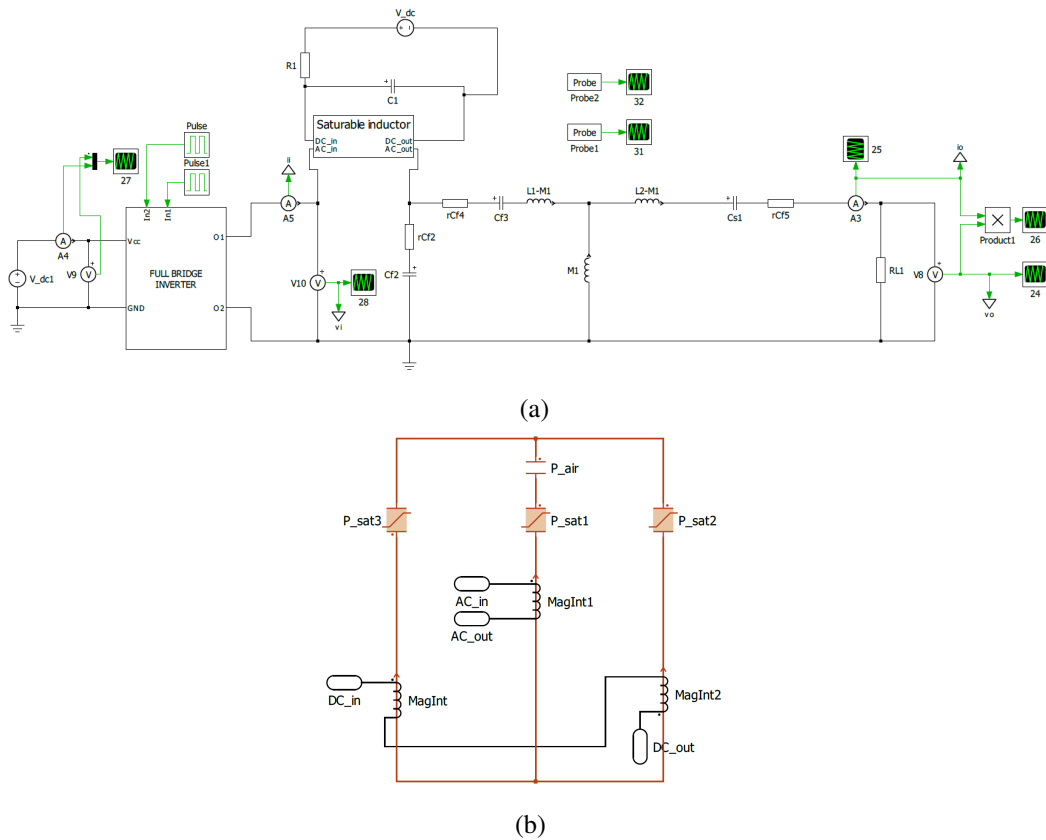 V_dc
R1
C1
Saturable inductor
DC_in DC_out
AC_in AC_out
Probe
Probe2
32
Probe
Probe1
31
Pulse
Pulse1
27
In2 In1
A4
V_dc1
V9
Vcc
GND
FULL BRIDGE
INVERTER
O1
O2
ii
A
A5
V
V10
28
vi
rCf2
Cf2
rCf4
Cf3
L1-M1
M1
L2-M1
Cs1
rCf5
A
A3
25
io
Product1
26
RL1
V8
V
24
vo
A
V
(a)
P_air
P_sat3
P_sat1
P_sat2
AC_in
AC_out
MagInt1
DC_in
MagInt
MagInt2
DC_out
(b)